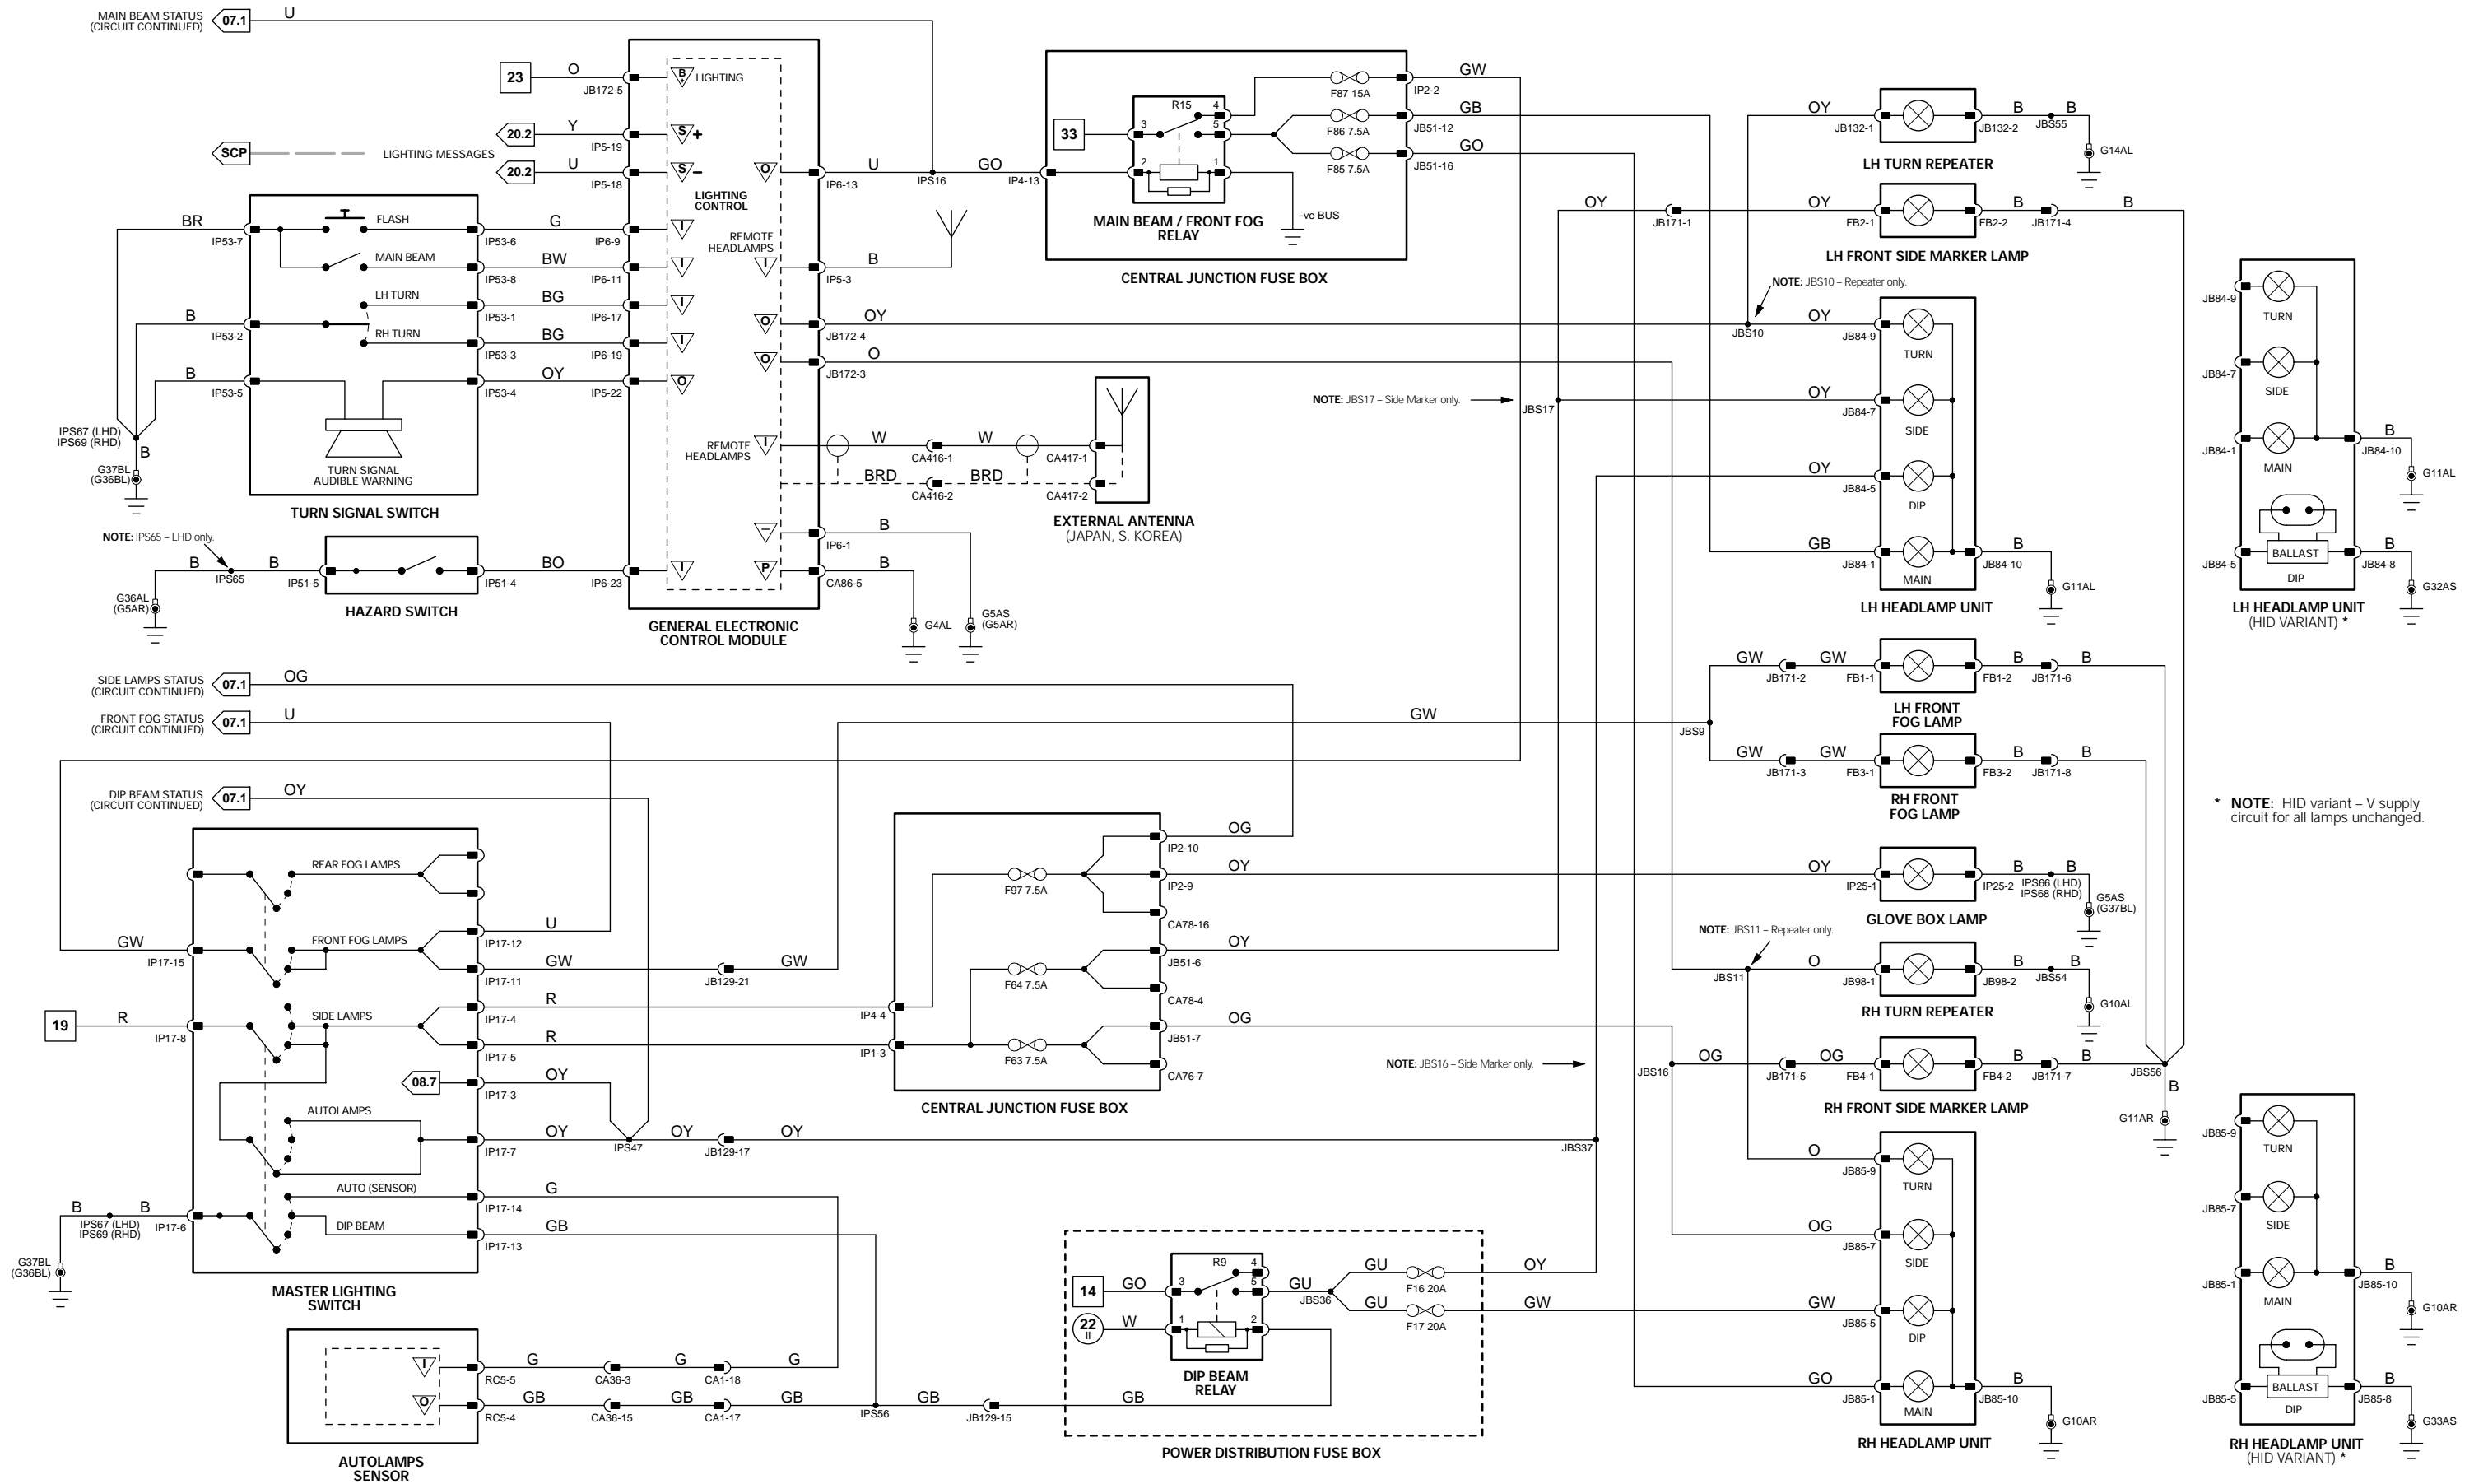 MAIN BEAM STATUS
(CIRCUIT CONTINUED)
07.1
U
23
O
JB172-5
B+
LIGHTING
20.2
Y
IP5-19
S
+
SCP
LIGHTING MESSAGES
20.2
U
IP5-18
S
–
LIGHTING
CONTROL
O
IP6-13
U
IPS16
GO
IP4-13
BR
IP53-7
FLASH
IP53-6
G
IP6-9
I
REMOTE
HEADLAMPS
I
IP5-3
B
MAIN BEAM
IP53-8
BW
IP6-11
I
LH TURN
IP53-1
BG
IP6-17
I
B
IP53-2
RH TURN
IP53-3
BG
IP6-19
I
B
IP53-5
IP53-4
OY
IP5-22
O
O
JB172-4
OY
O
JB172-3
O
IPS67 (LHD)
IPS69 (RHD)
B
G37BL
(G36BL)
TURN SIGNAL
AUDIBLE WARNING
TURN SIGNAL SWITCH
REMOTE
HEADLAMPS
I
W
CA416-1
W
CA417-1
BRD
CA416-2
BRD
CA417-2
EXTERNAL ANTENNA
(JAPAN, S. KOREA)
–
IP6-1
B
NOTE: IPS65 – LHD only.
B
IPS65
B
IP51-5
IP51-4
BO
IP6-23
I
P
CA86-5
B
G36AL
(G5AR)
HAZARD SWITCH
GENERAL ELECTRONIC
CONTROL MODULE
G4AL
G5AS
(G5AR)
33
R15
4
3
5
2
1
F87 15A
IP2-2
GW
F86 7.5A
JB51-12
GB
F85 7.5A
JB51-16
GO
-ve BUS
MAIN BEAM / FRONT FOG
RELAY
CENTRAL JUNCTION FUSE BOX
OY
JB132-1
JB132-2
B
JBS55
B
G14AL
LH TURN REPEATER
OY
JB171-1
OY
FB2-1
FB2-2
B
JB171-4
B
LH FRONT SIDE MARKER LAMP
NOTE: JBS10 – Repeater only.
JBS10
OY
JB84-9
TURN
NOTE: JBS17 – Side Marker only.
JBS17
OY
JB84-7
SIDE
OY
JB84-5
DIP
GB
JB84-1
MAIN
JB84-10
B
G11AL
LH HEADLAMP UNIT
JB84-9
TURN
JB84-7
SIDE
JB84-1
MAIN
JB84-10
B
G11AL
BALLAST
JB84-5
DIP
JB84-8
B
G32AS
LH HEADLAMP UNIT
(HID VARIANT) *
SIDE LAMPS STATUS
(CIRCUIT CONTINUED)
07.1
OG
FRONT FOG STATUS
(CIRCUIT CONTINUED)
07.1
U
DIP BEAM STATUS
(CIRCUIT CONTINUED)
07.1
OY
GW
JBS9
GW
JB171-2
GW
FB1-1
FB1-2
B
JB171-6
B
LH FRONT
FOG LAMP
GW
JB171-3
GW
FB3-1
FB3-2
B
JB171-8
B
RH FRONT
FOG LAMP
* NOTE: HID variant – V supply
circuit for all lamps unchanged.
REAR FOG LAMPS
GW
IP17-15
FRONT FOG LAMPS
IP17-12
U
IP17-11
GW
JB129-21
GW
19
R
IP17-8
SIDE LAMPS
IP17-4
R
IP4-4
IP17-5
R
IP1-3
08.7
IP17-3
OY
AUTOLAMPS
IP17-7
OY
IPS47
OY
JB129-17
OY
JBS37
AUTO (SENSOR)
IP17-14
G
DIP BEAM
IP17-13
GB
B
IPS67 (LHD)
IPS69 (RHD)
B
IP17-6
G37BL
(G36BL)
MASTER LIGHTING
SWITCH
F97 7.5A
IP2-10
OG
IP2-9
OY
CA78-16
F64 7.5A
JB51-6
OY
CA78-4
F63 7.5A
JB51-7
OG
CA76-7
CENTRAL JUNCTION FUSE BOX
OY
IP25-1
IP25-2
B
IPS66 (LHD)
IPS68 (RHD)
B
G5AS
(G37BL)
GLOVE BOX LAMP
NOTE: JBS11 – Repeater only.
JBS11
O
JB98-1
JB98-2
B
JBS54
B
G10AL
RH TURN REPEATER
NOTE: JBS16 – Side Marker only.
JBS16
OG
JB171-5
OG
FB4-1
FB4-2
B
JB171-7
B
JBS56
B
G11AR
RH FRONT SIDE MARKER LAMP
O
JB85-9
TURN
OG
JB85-7
SIDE
GW
JB85-5
DIP
GO
JB85-1
MAIN
JB85-10
B
G10AR
RH HEADLAMP UNIT
JB85-9
TURN
JB85-7
SIDE
JB85-1
MAIN
JB85-10
B
G10AR
BALLAST
JB85-5
DIP
JB85-8
B
G33AS
RH HEADLAMP UNIT
(HID VARIANT) *
I
RC5-5
G
CA36-3
G
CA1-18
G
O
RC5-4
GB
CA36-15
GB
CA1-17
GB
IPS56
GB
JB129-15
GB
AUTOLAMPS
SENSOR
14
GO
R9
4
3
5
22
II
W
1
2
GU
JBS36
GU
F16 20A
OY
GU
F17 20A
GW
DIP BEAM
RELAY
POWER DISTRIBUTION FUSE BOX